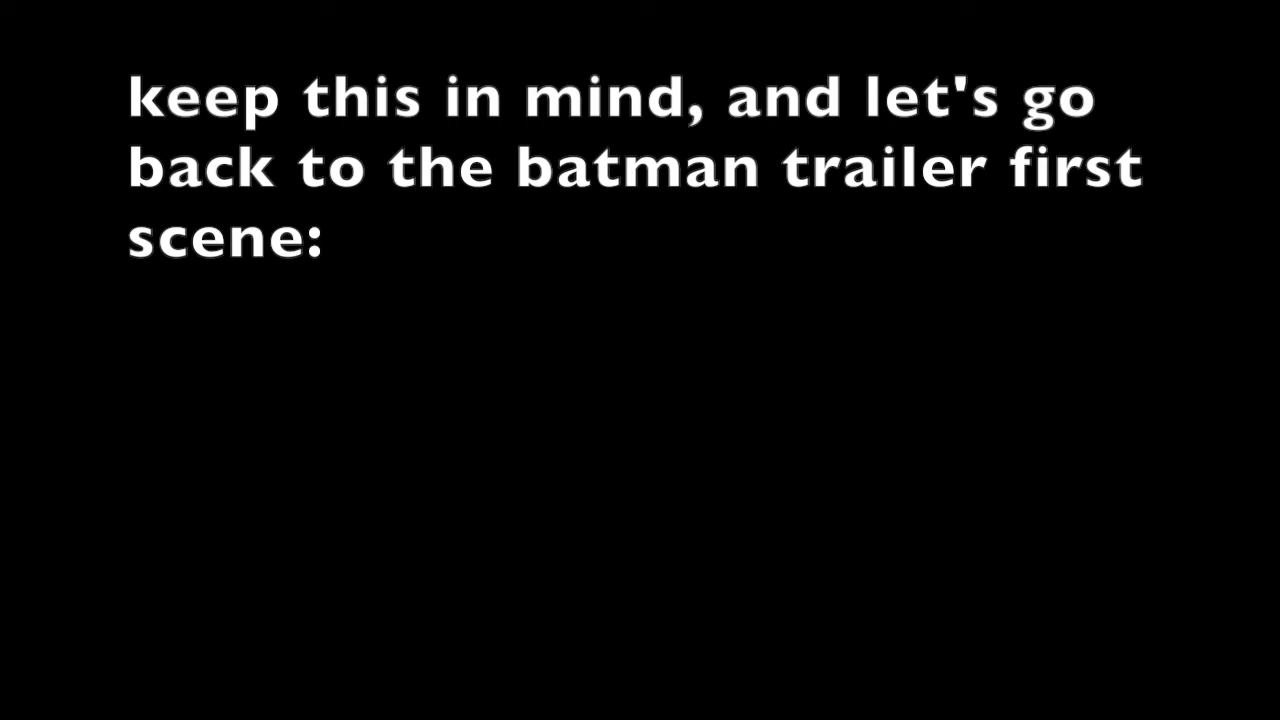 keep this in mind, and let's go
back to the batman trailer first
scene: